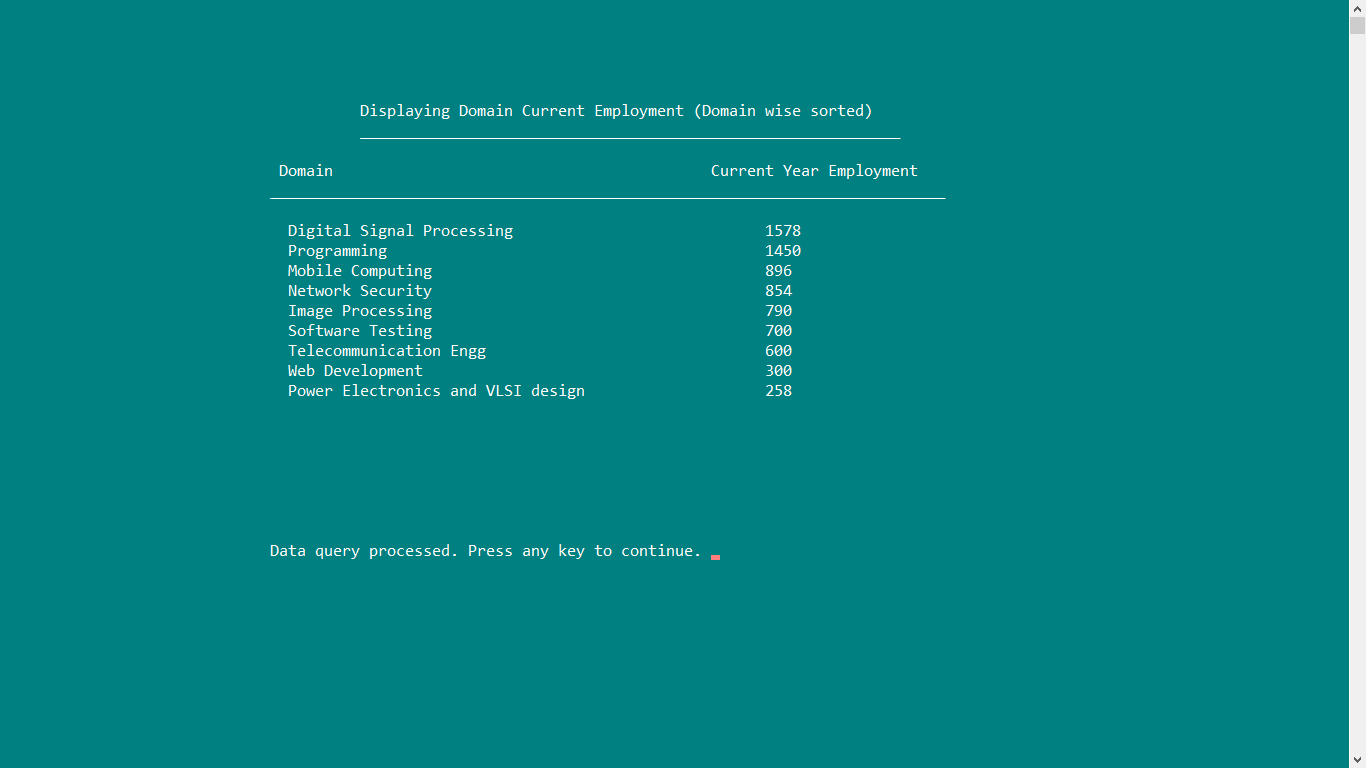 Displaying Domain Current Employment (Domain wise sorted)
Domain Current Year Employment
Digital Signal Processing 1578
Programming 1450
Mobile Computing 896
Network Security 854
Image Processing 790
Software Testing 700
Telecommunication Engg 600
Web Development 300
Power Electronics and VLSI design 258
Data query processed. Press any key to continue.